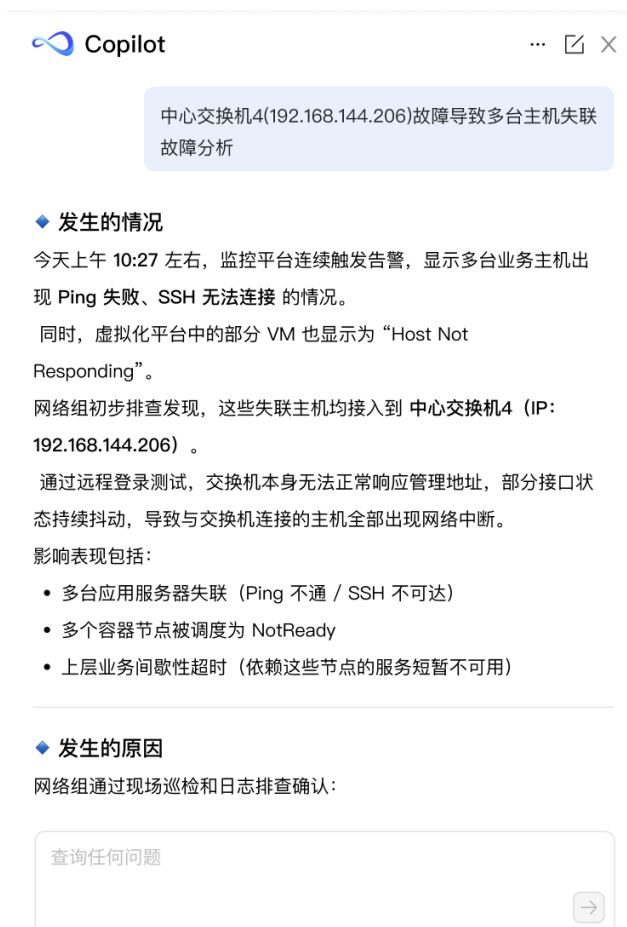 Copilot
中心交换机4(192.168.144.206)故障导致多台主机失联
故障分析
发生的情况
今天上午 10:27 左右，监控平台连续触发告警，显示多台业务主机出
现 Ping 失败、SSH 无法连接 的情况。
同时，虚拟化平台中的部分 VM 也显示为 “Host Not
Responding”。
网络组初步排查发现，这些失联主机均接入到 中心交换机4（IP：
192.168.144.206）。
通过远程登录测试，交换机本身无法正常响应管理地址，部分接口状
态持续抖动，导致与交换机连接的主机全部出现网络中断。
影响表现包括：
• 多台应用服务器失联（Ping 不通 / SSH 不可达）
• 多个容器节点被调度为 NotReady
• 上层业务间歇性超时（依赖这些节点的服务短暂不可用）
发生的原因
网络组通过现场巡检和日志排查确认：
查询任何问题